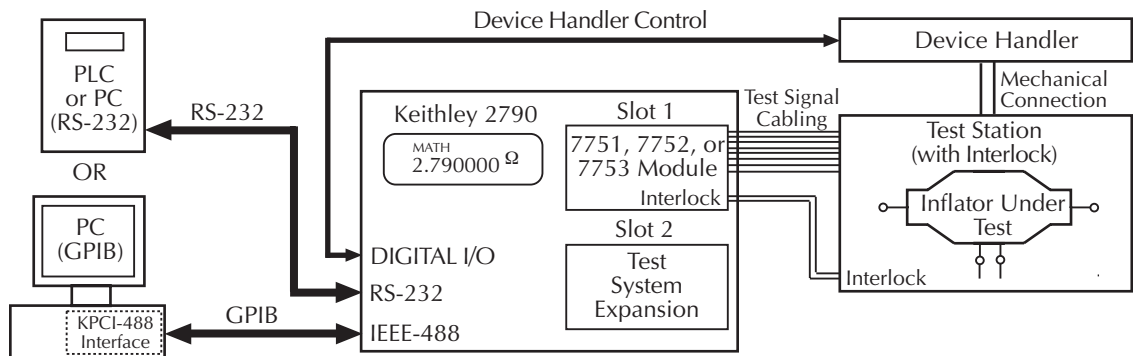 Device Handler Control
Device Handler
PLC
or PC
(RS-232)
RS-232
Keithley 2790
MATH
2.790000 Ω
Slot 1
7751, 7752, or
7753 Module
Interlock
Test Signal
Cabling
Mechanical
Connection
Test Station
(with Interlock)
Inflator Under
Test
Interlock
OR
PC
(GPIB)
KPCI-488
Interface
GPIB
DIGITAL I/O
RS-232
IEEE-488
Slot 2
Test
System
Expansion